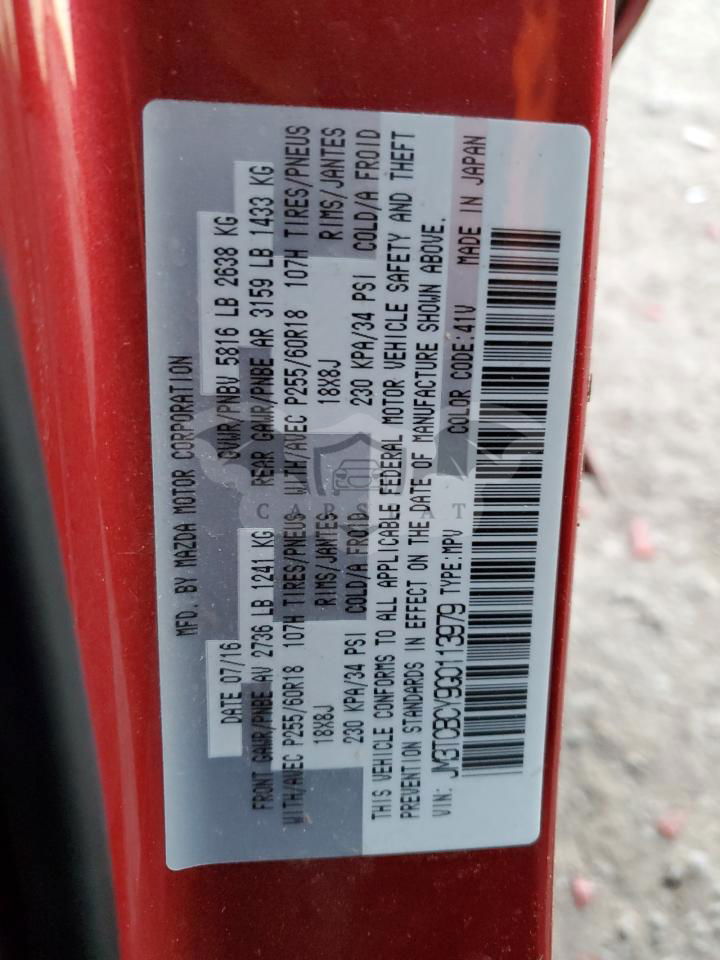 MFD. BY MAZDA MOTOR CORPORATION
DATE 07/16 GVWR/PNBV 5816 LB 2638 KG
FRONT GAWR/PNBE AV 2736 LB 1241 KG REAR GAWR/PNBE AR 3159 LB 1433 KG
WITH/AVEC P255/60R18 107H TIRES/PNEUS WITH/AVEC P255/60R18 107H TIRES/PNEUS
18X8J RIMS/JANTES 18X8J RIMS/JANTES
230 KPA/34 PSI COLD/A FROID 230 KPA/34 PSI COLD/A FROID
THIS VEHICLE CONFORMS TO ALL APPLICABLE FEDERAL MOTOR VEHICLE SAFETY AND THEFT
PREVENTION STANDARDS IN EFFECT ON THE DATE OF MANUFACTURE SHOWN ABOVE.
VIN: JM3TCBCY9G0113979 TYPE:MPV COLOR CODE:41V MADE IN JAPAN